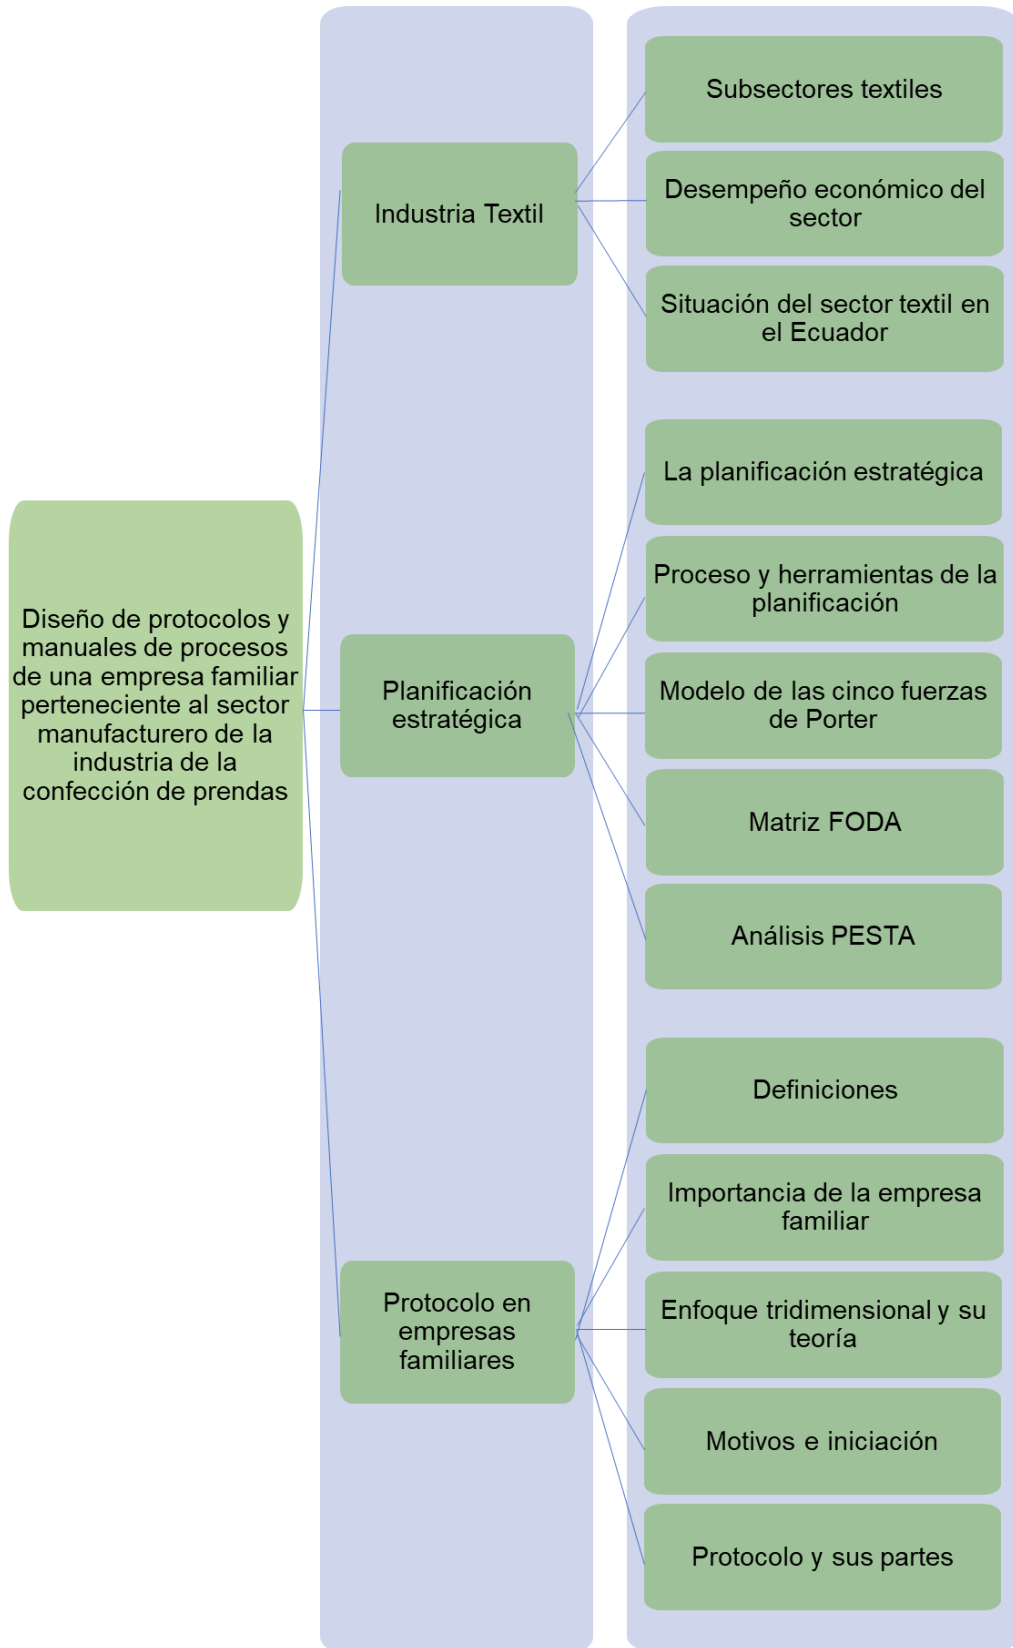 Diseño de protocolos y
manuales de procesos
de una empresa familiar
perteneciente al sector
manufacturero de la
industria de la
confección de prendas
Industria Textil
Subsectores textiles
Desempeño económico del
sector
Situación del sector textil en
el Ecuador
Planificación
estratégica
La planificación estratégica
Proceso y herramientas de la
planificación
Modelo de las cinco fuerzas
de Porter
Matriz FODA
Análisis PESTA
Protocolo en
empresas
familiares
Definiciones
Importancia de la empresa
familiar
Enfoque tridimensional y su
teoría
Motivos e iniciación
Protocolo y sus partes